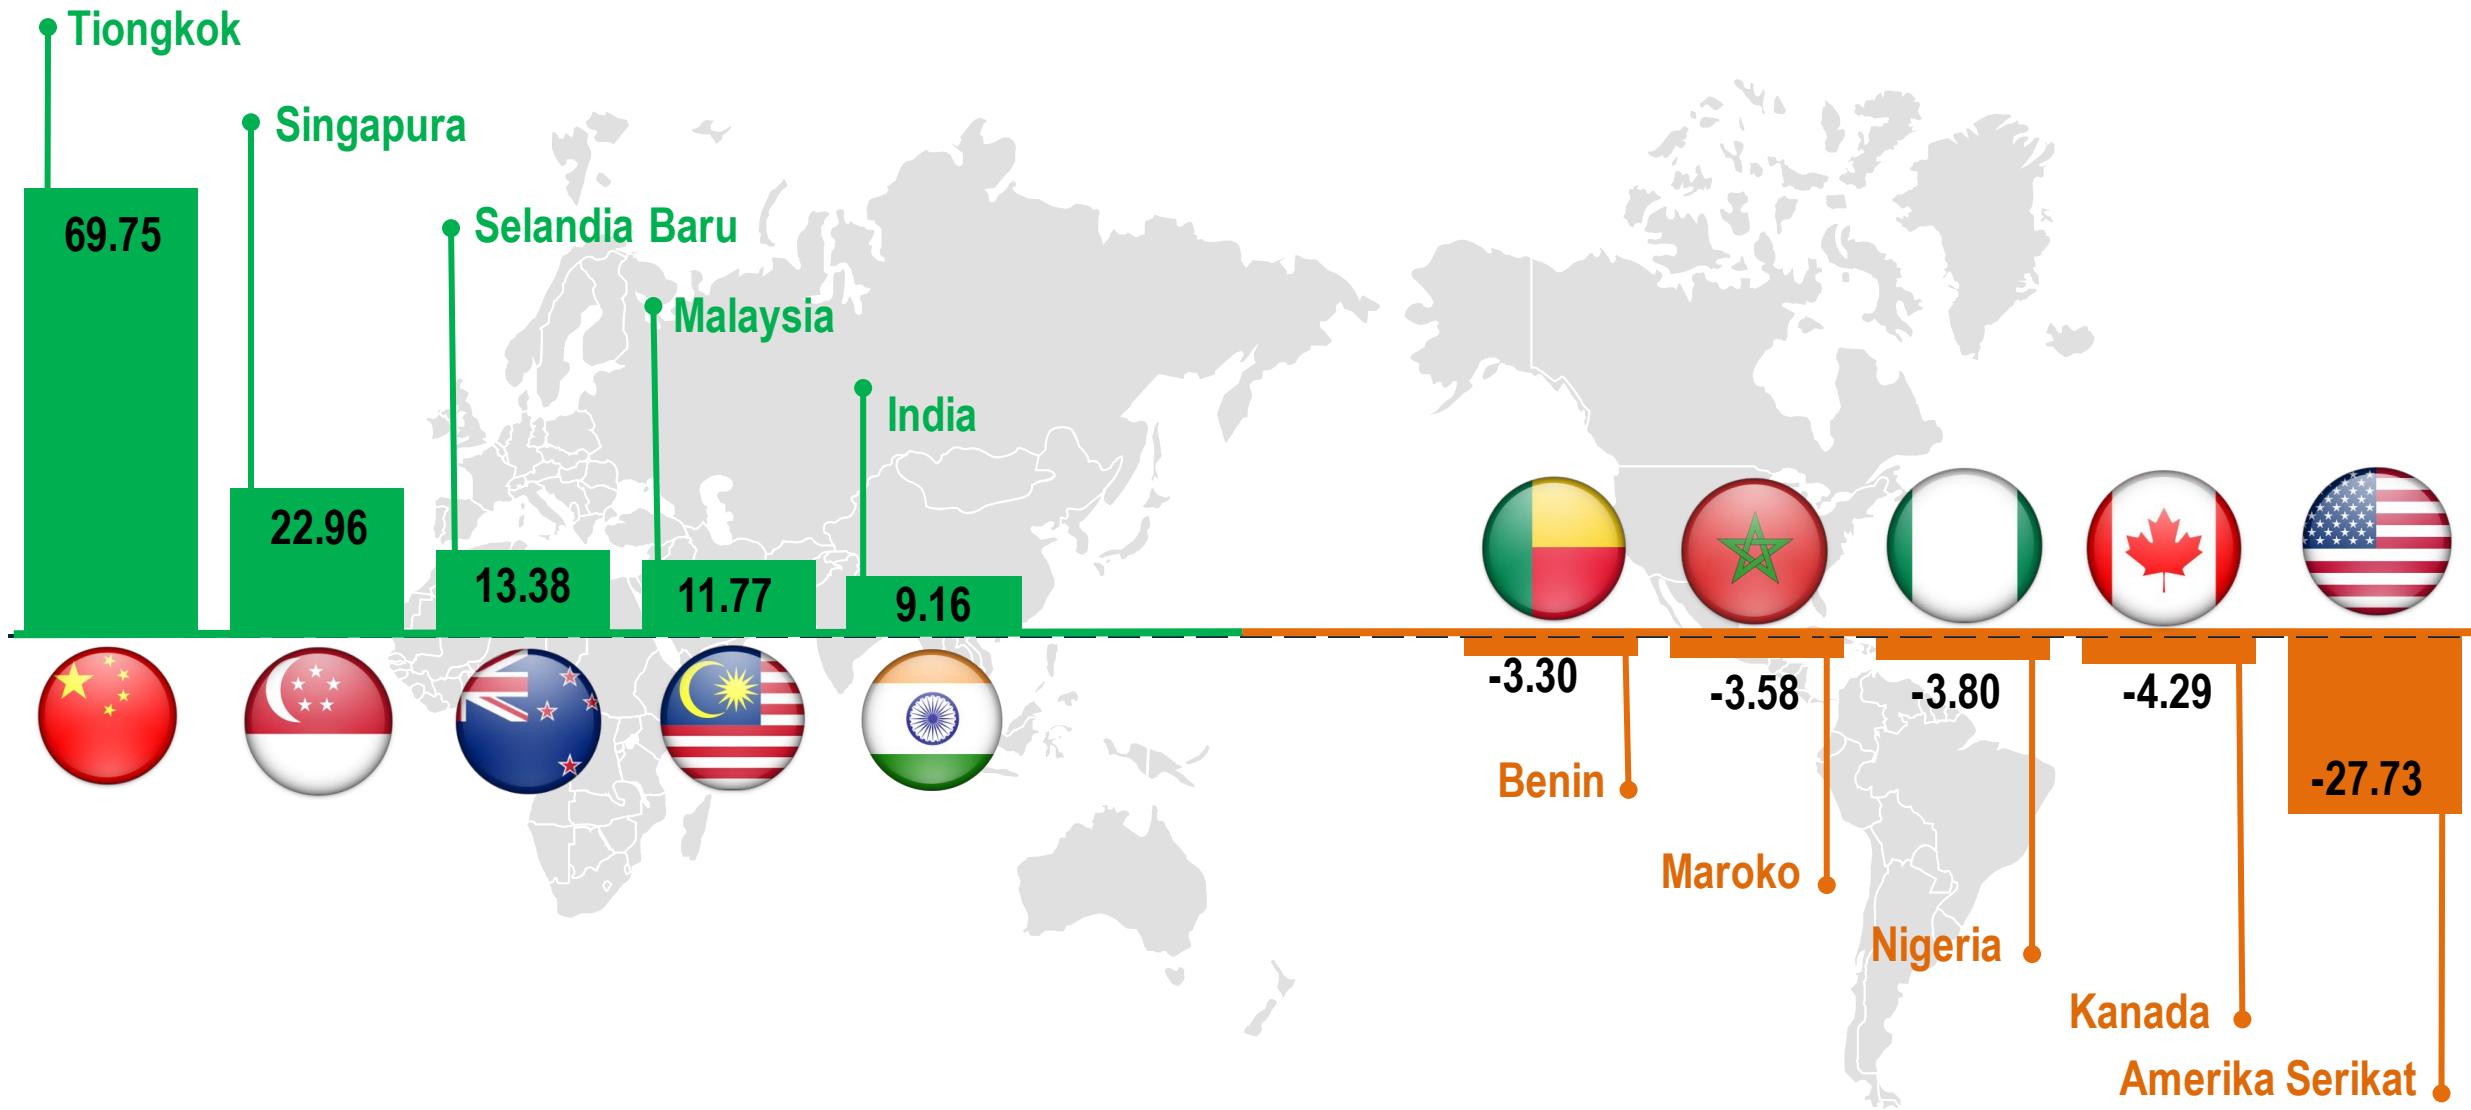 Tiongkok
69.75
Singapura
22.96
Selandia Baru
13.38
Malaysia
11.77
India
9.16
-3.30
Benin
-3.58
Maroko
-3.80
Nigeria
-4.29
Kanada
-27.73
Amerika Serikat